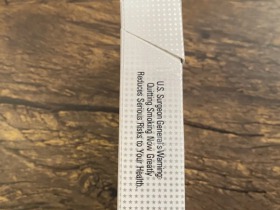 U.S. Surgeon General's Warning:
Quitting Smoking Now Greatly
Reduces Serious Risks to Your Health.